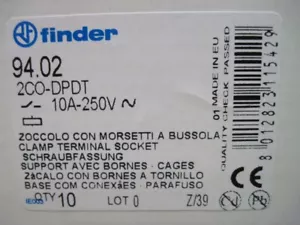 finder
94.02
2CO-DPDT
10A-250V
ZOCCOLO CON MORSETTI A BUSSOLA
CLAMP TERMINAL SOCKET
SCHRAUBFASSUNG
SUPPORT AVEC BORNES - CAGES
ZÓCALO CON BORNES A TORNILLO
BASE COM CONEXÕES - PARAFUSO
QTY 10 LOT 0 Z/39
01 MADE IN EU
QUALITY CHECK PASSED
8 012823 115429
Pb